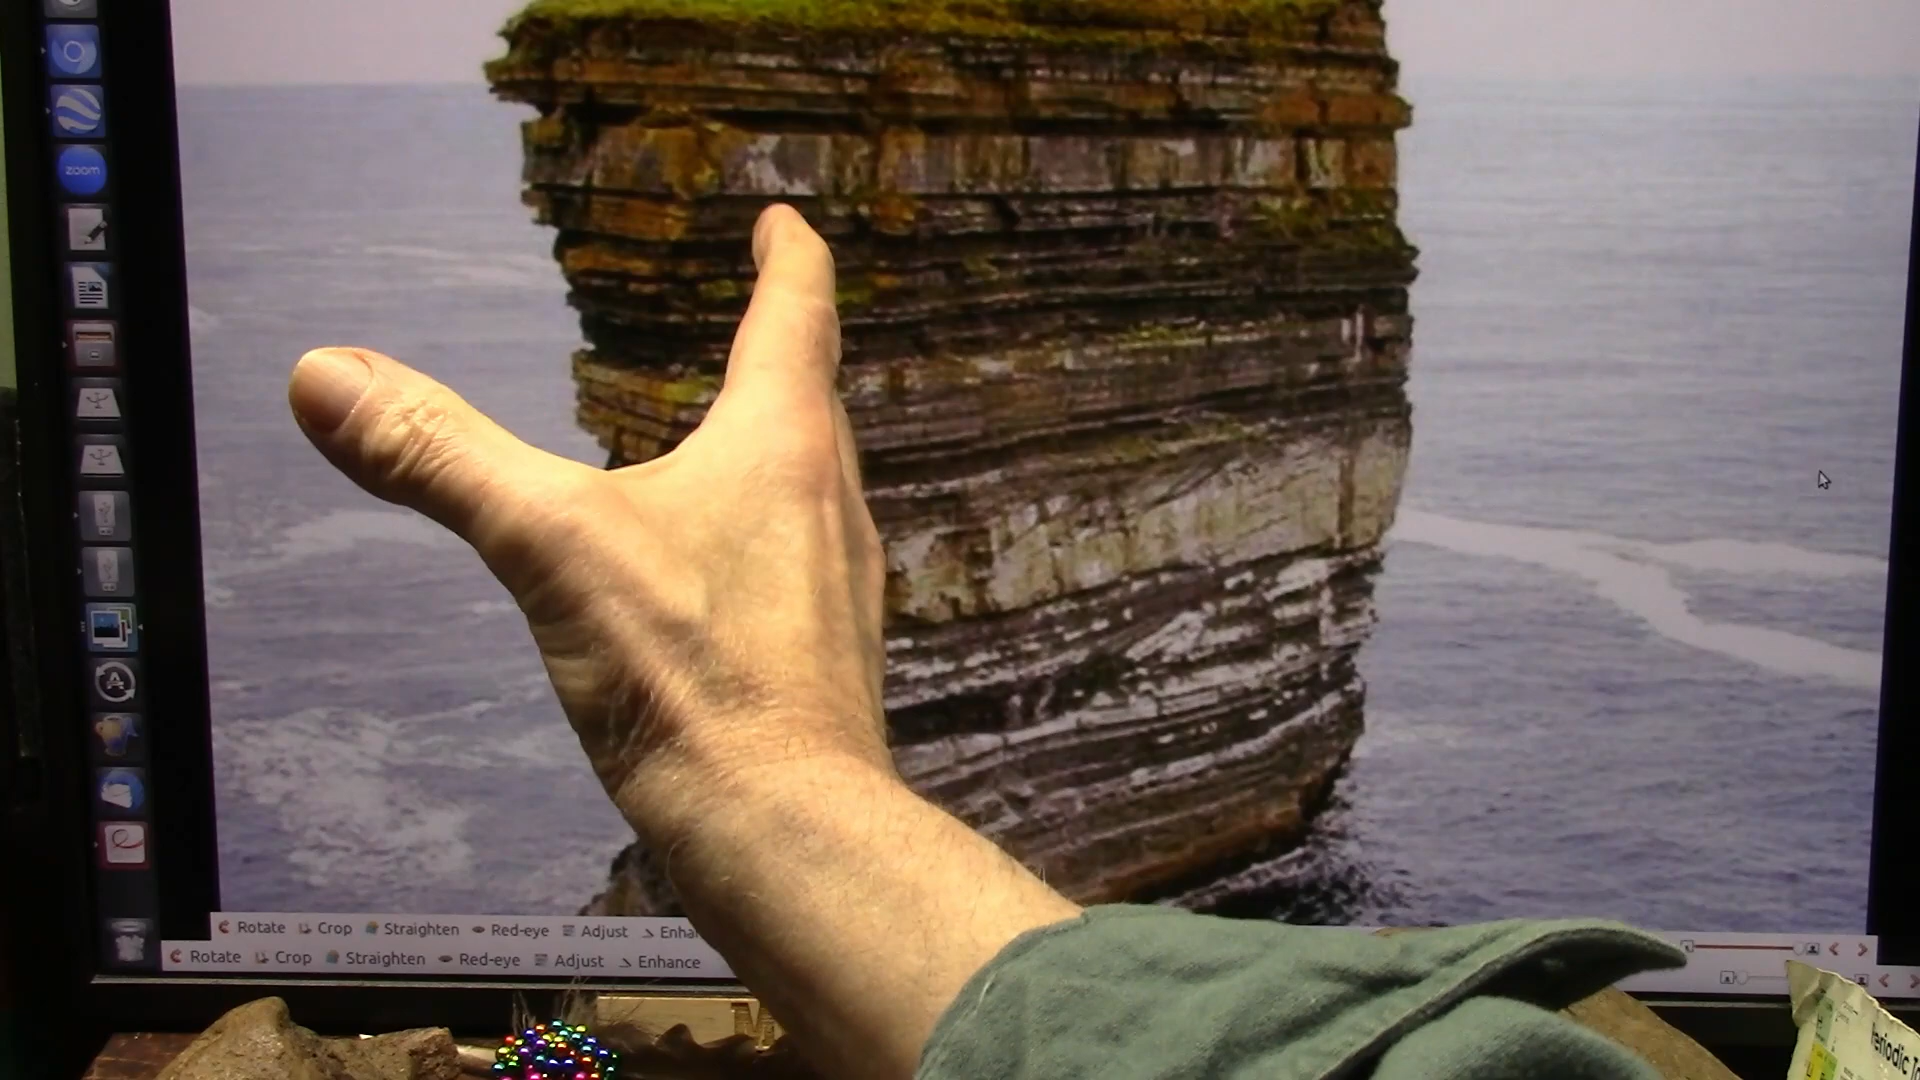 zoom
Rotate Crop Straighten Red-eye Adjust
Rotate Crop Straighten Red-eye Adjust Enhance